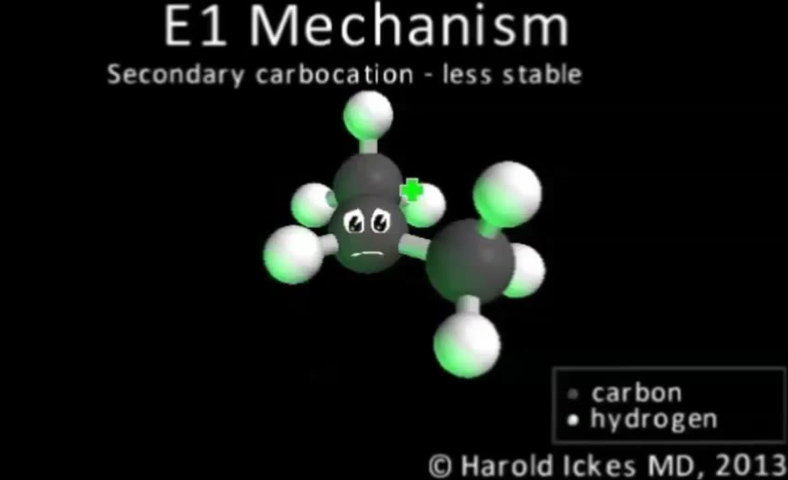 E1 Mechanism
Secondary carbocation - less stable
carbon
hydrogen
© Harold Ickes MD, 2013